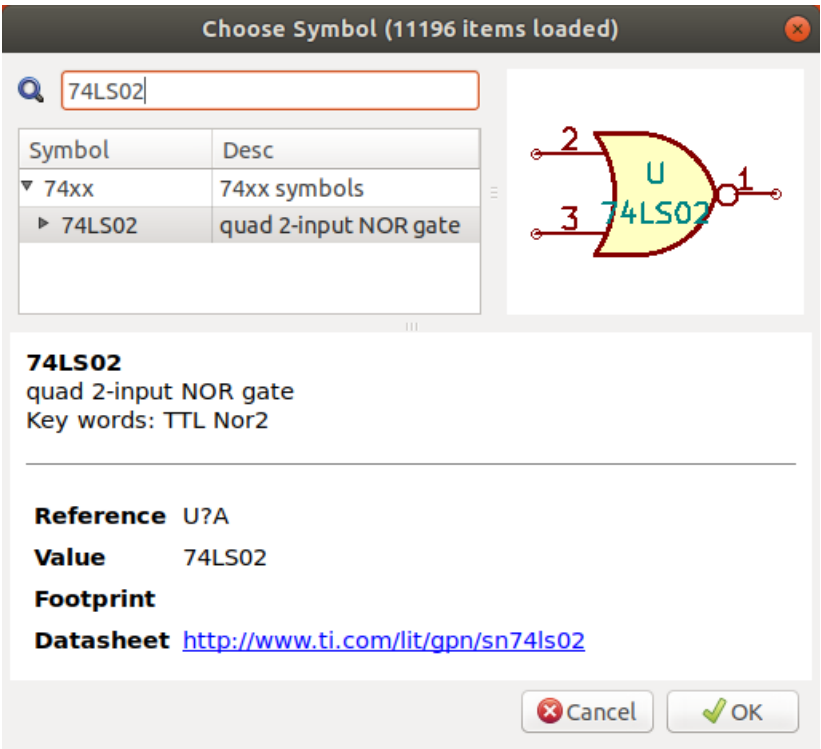 Choose Symbol (11196 items loaded)
74LS02
Symbol Desc
74xx 74xx symbols
74LS02 quad 2-input NOR gate
2
3
U
74LS02
1
74LS02
quad 2-input NOR gate
Key words: TTL Nor2
Reference U?A
Value 74LS02
Footprint
Datasheet http://www.ti.com/lit/gpn/sn74ls02
Cancel OK